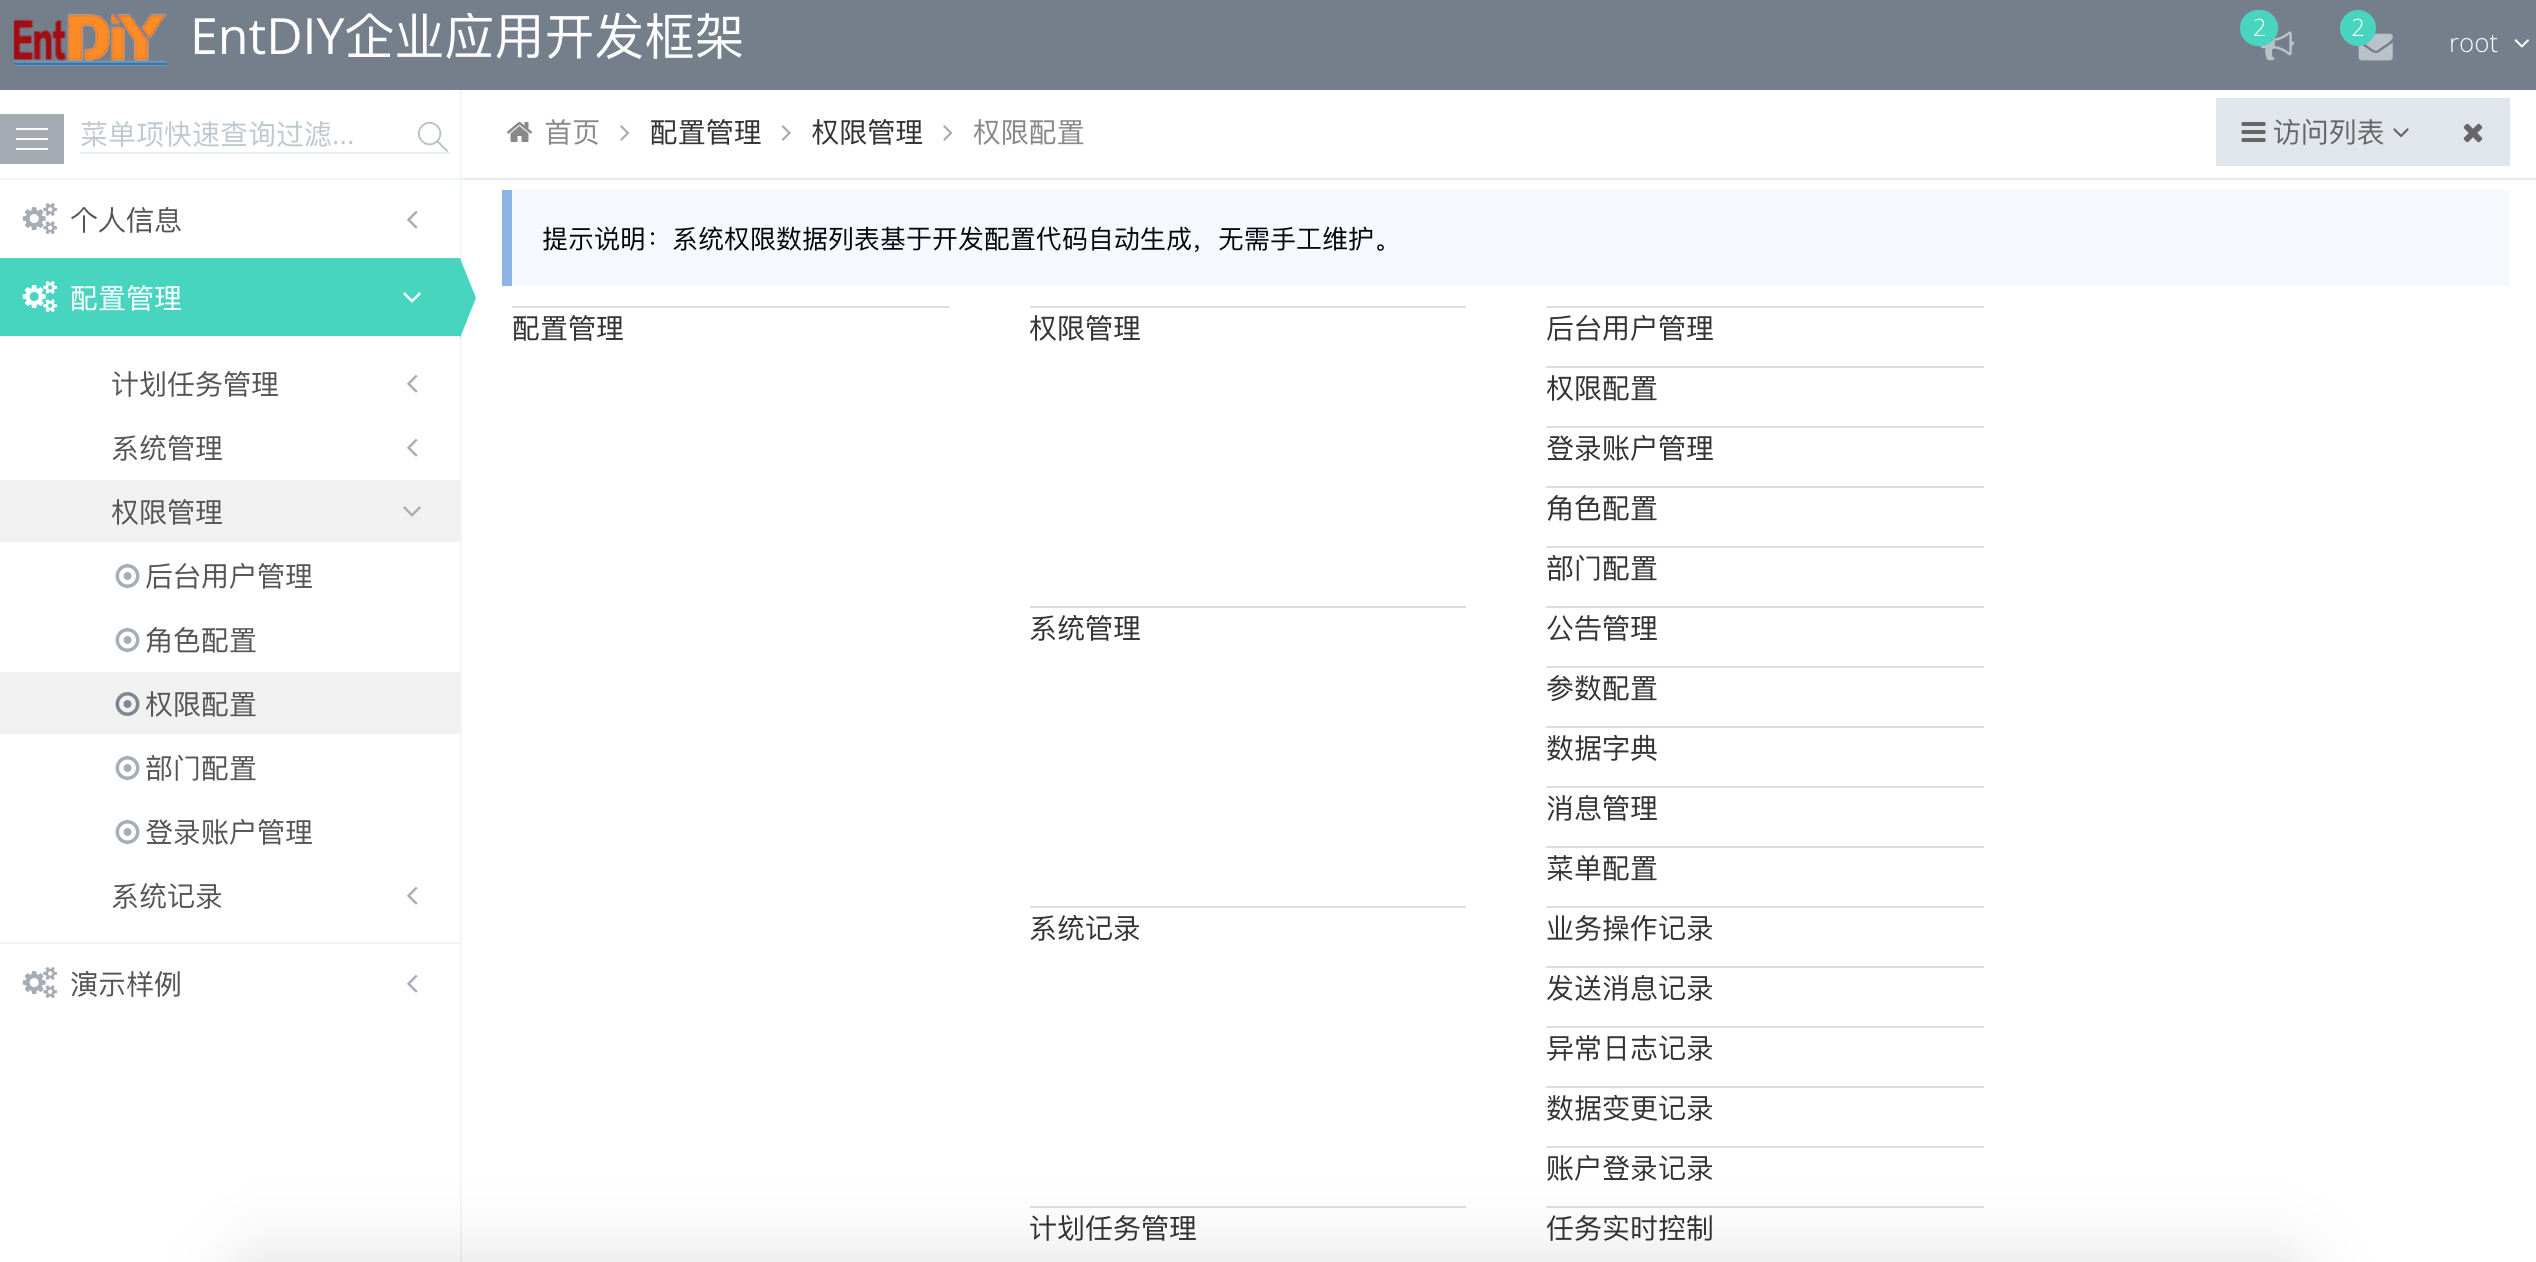 EntDiY EntDIY企业应用开发框架
2 2 root
菜单项快速查询过滤...
首页 配置管理 权限管理 权限配置
访问列表
个人信息
配置管理
计划任务管理
系统管理
权限管理
后台用户管理
角色配置
权限配置
部门配置
登录账户管理
系统记录
演示样例
提示说明：系统权限数据列表基于开发配置代码自动生成，无需手工维护。
配置管理 权限管理 后台用户管理
权限配置
登录账户管理
角色配置
部门配置
系统管理 公告管理
参数配置
数据字典
消息管理
菜单配置
系统记录 业务操作记录
发送消息记录
异常日志记录
数据变更记录
账户登录记录
计划任务管理 任务实时控制